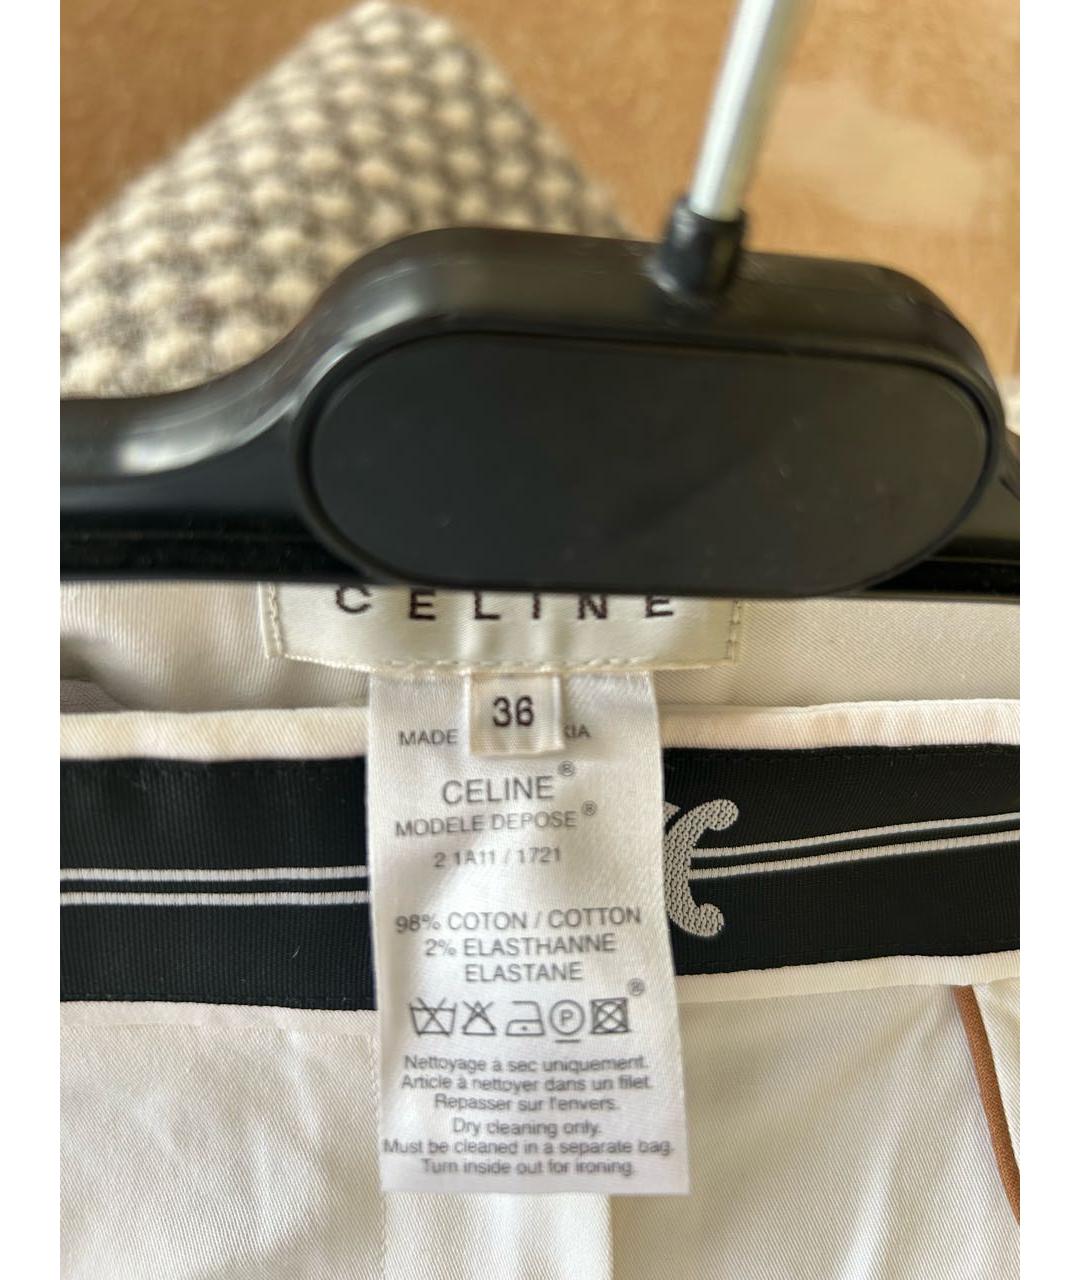 CELINE
36
MADE KIA
CELINE®
MODELE DEPOSE®
2 1A11 / 1721
98% COTON / COTTON
2% ELASTHANNE
ELASTANE
®
P
Nettoyage à sec uniquement.
Article à nettoyer dans un filet.
Repasser sur l'envers.
Dry cleaning only.
Must be cleaned in a separate bag.
Turn inside out for ironing.